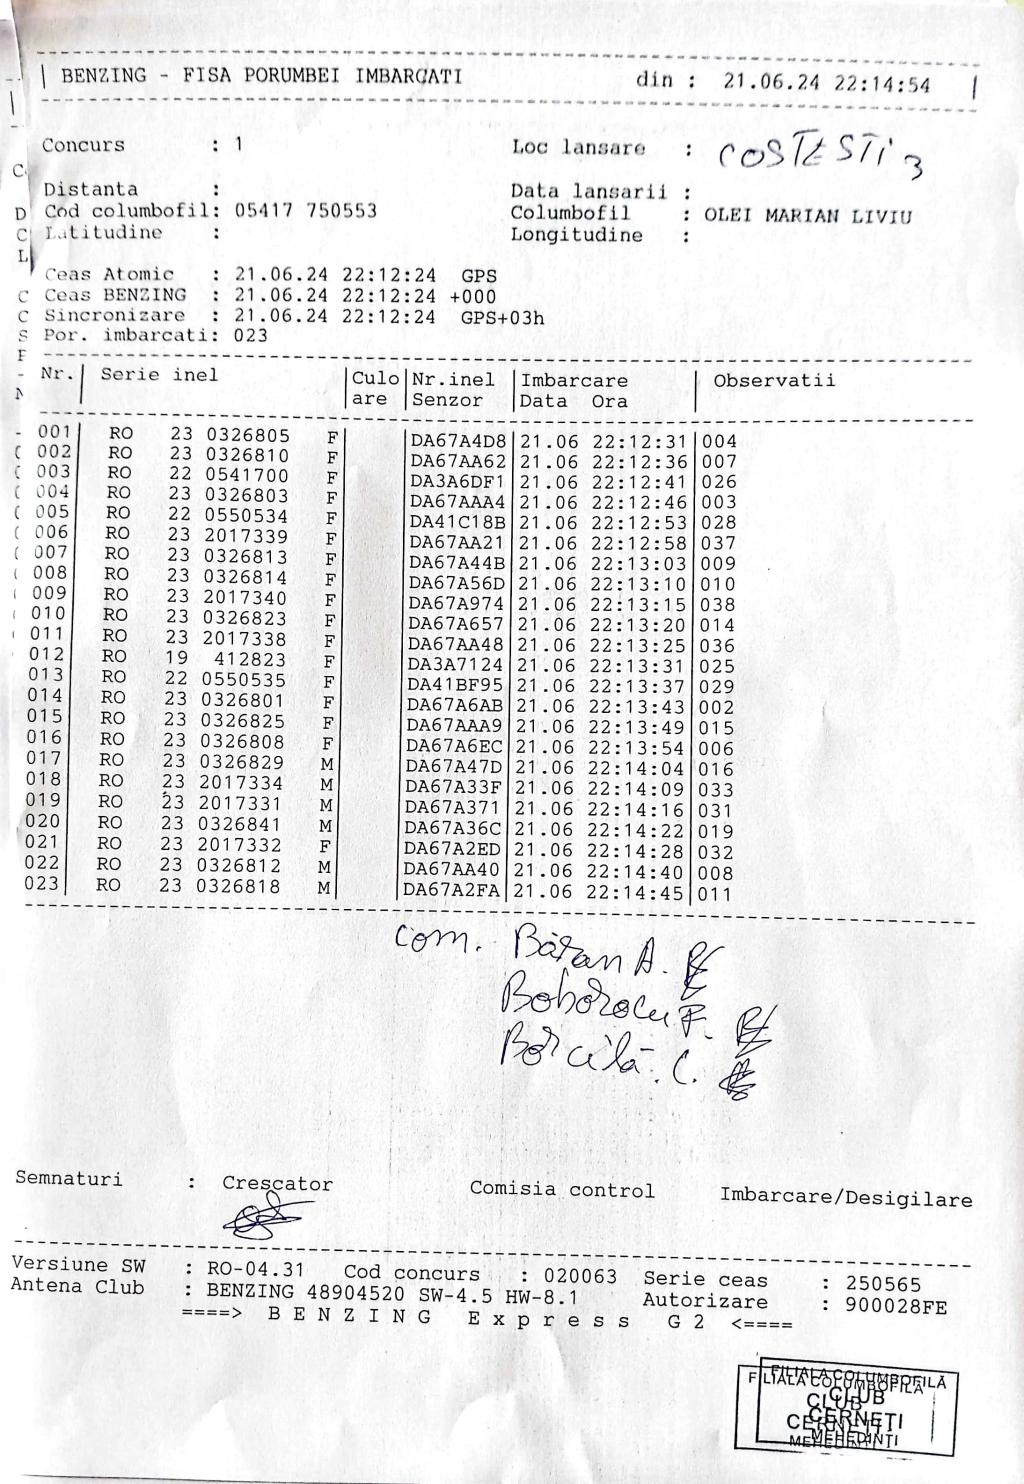 BENZING - FISA PORUMBEI IMBARCATI din : 21.06.24 22:14:54
Concurs : 1 Loc lansare : COSTESTI 3
Distanta : Data lansarii :
Cod columbofil: 05417 750553 Columbofil : OLEI MARIAN LIVIU
Latitudine : Longitudine :
Ceas Atomic : 21.06.24 22:12:24 GPS
Ceas BENZING : 21.06.24 22:12:24 +000
Sincronizare : 21.06.24 22:12:24 GPS+03h
Por. imbarcati: 023
Nr. Serie inel Culo Nr.inel Imbarcare Observatii
are Senzor Data Ora
001 RO 23 0326805 F DA67A4D8 21.06 22:12:31 004
002 RO 23 0326810 F DA67AA62 21.06 22:12:36 007
003 RO 22 0541700 F DA3A6DF1 21.06 22:12:41 026
004 RO 23 0326803 F DA67AAA4 21.06 22:12:46 003
005 RO 22 0550534 F DA41C18B 21.06 22:12:53 028
006 RO 23 2017339 F DA67AA21 21.06 22:12:58 037
007 RO 23 0326813 F DA67A44B 21.06 22:13:03 009
008 RO 23 0326814 F DA67A56D 21.06 22:13:10 010
009 RO 23 2017340 F DA67A974 21.06 22:13:15 038
010 RO 23 0326823 F DA67A657 21.06 22:13:20 014
011 RO 23 2017338 F DA67AA48 21.06 22:13:25 036
012 RO 19 412823 F DA3A7124 21.06 22:13:31 025
013 RO 22 0550535 F DA41BF95 21.06 22:13:37 029
014 RO 23 0326801 F DA67A6AB 21.06 22:13:43 002
015 RO 23 0326825 F DA67AAA9 21.06 22:13:49 015
016 RO 23 0326808 F DA67A6EC 21.06 22:13:54 006
017 RO 23 0326829 M DA67A47D 21.06 22:14:04 016
018 RO 23 2017334 M DA67A33F 21.06 22:14:09 033
019 RO 23 2017331 M DA67A371 21.06 22:14:16 031
020 RO 23 0326841 M DA67A36C 21.06 22:14:22 019
021 RO 23 2017332 F DA67A2ED 21.06 22:14:28 032
022 RO 23 0326812 M DA67AA40 21.06 22:14:40 008
023 RO 23 0326818 M DA67A2FA 21.06 22:14:45 011
com. Băran A.
Boborocu F.
Borcilă. C.
Semnaturi : Crescator Comisia control Imbarcare/Desigilare
Versiune SW : RO-04.31 Cod concurs : 020063 Serie ceas : 250565
Antena Club : BENZING 48904520 SW-4.5 HW-8.1 Autorizare : 900028FE
====> B E N Z I N G E x p r e s s G 2 <====
FILIALA COLUMBOFILĂ
CLUB
CERNEȚI
MEHEDINȚI